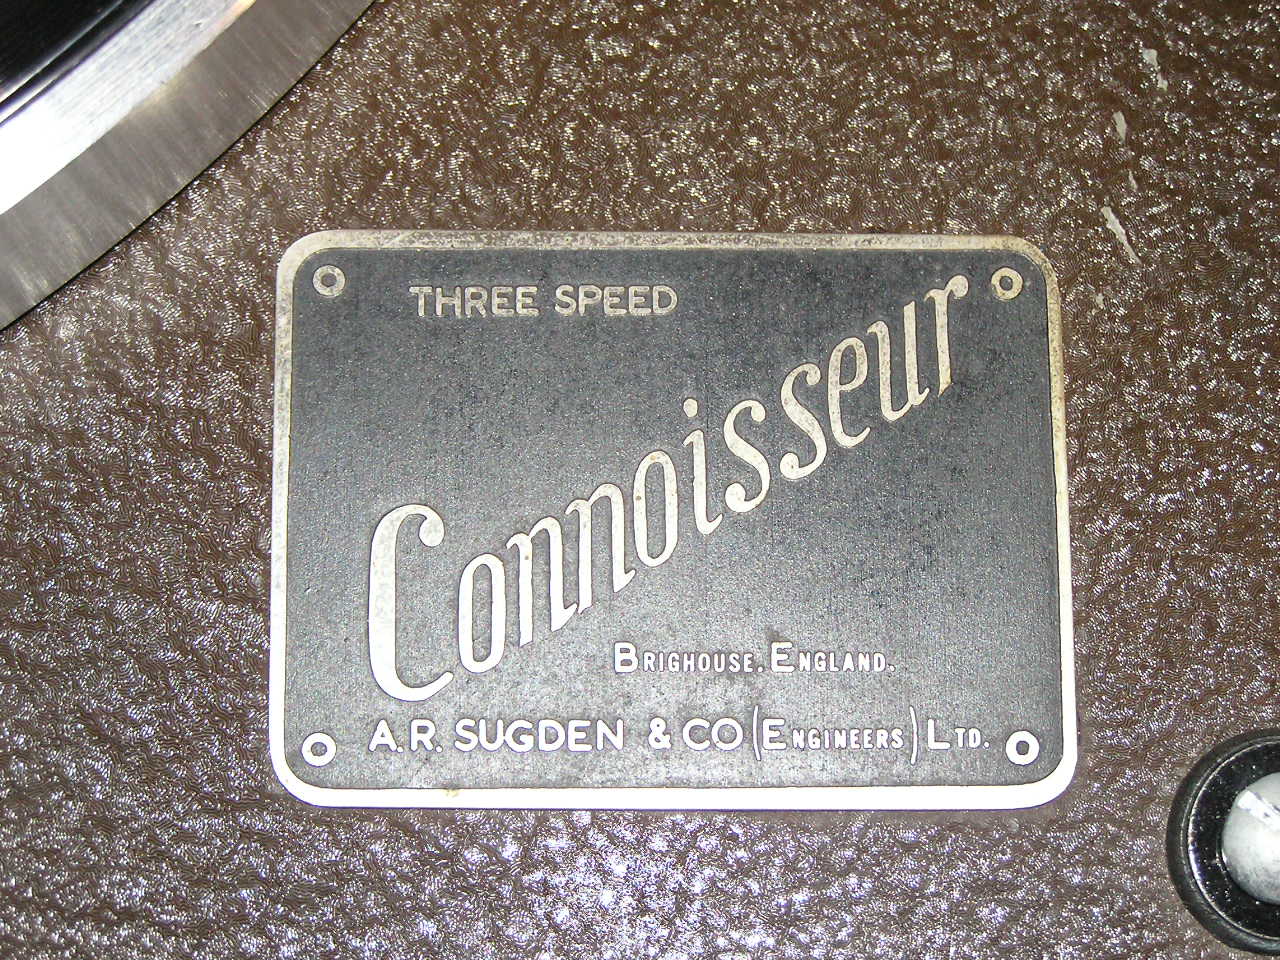 THREE SPEED
Connoisseur
BRIGHOUSE. ENGLAND.
A.R. SUGDEN & CO (ENGINEERS) LTD.